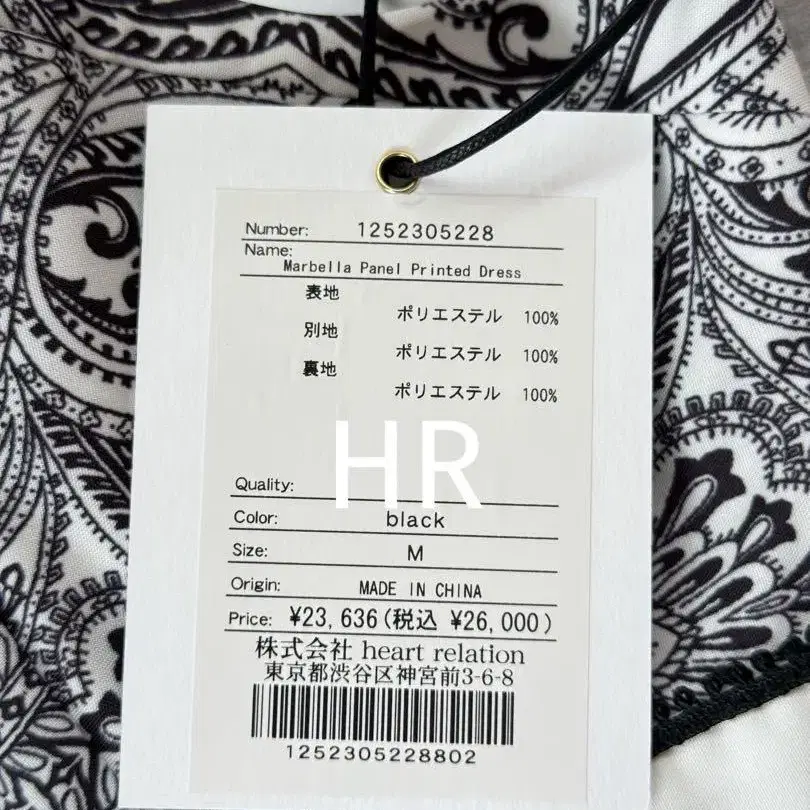 Number: 1252305228
Name:
Marbella Panel Printed Dress
表地
ポリエステル 100%
別地
ポリエステル 100%
裏地
ポリエステル 100%
HR
Quality:
Color: black
Size: M
Origin: MADE IN CHINA
Price: ¥23,636(税込 ¥26,000)
株式会社 heart relation
東京都渋谷区神宮前3-6-8
1252305228802